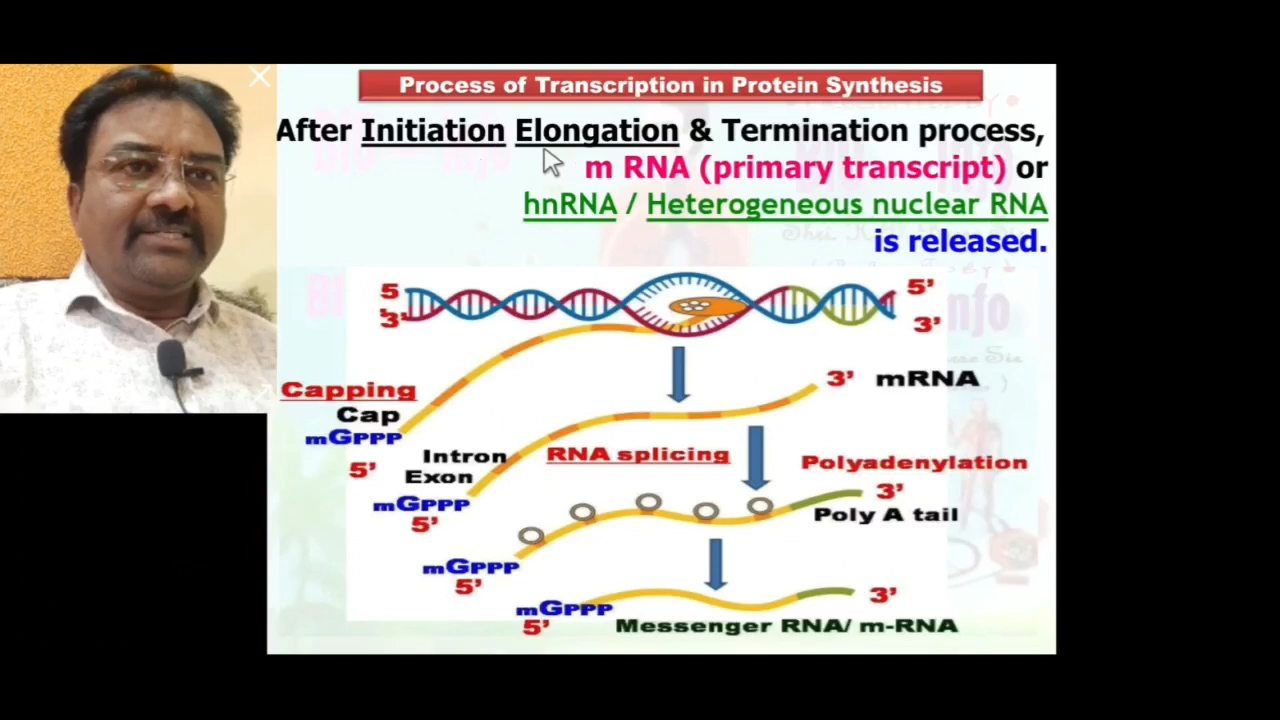 Process of Transcription in Protein Synthesis
After Initiation Elongation & Termination process,
m RNA (primary transcript) or
hnRNA / Heterogeneous nuclear RNA
is released.
5
5'
3'
3'
Capping
3' mRNA
Cap
mGPPP
Intron
RNA splicing
Polyadenylation
5'
Exon
3'
mGPPP
Poly A tail
5'
mGPPP
5'
3'
mGPPP
5'
Messenger RNA/ m-RNA
nfo